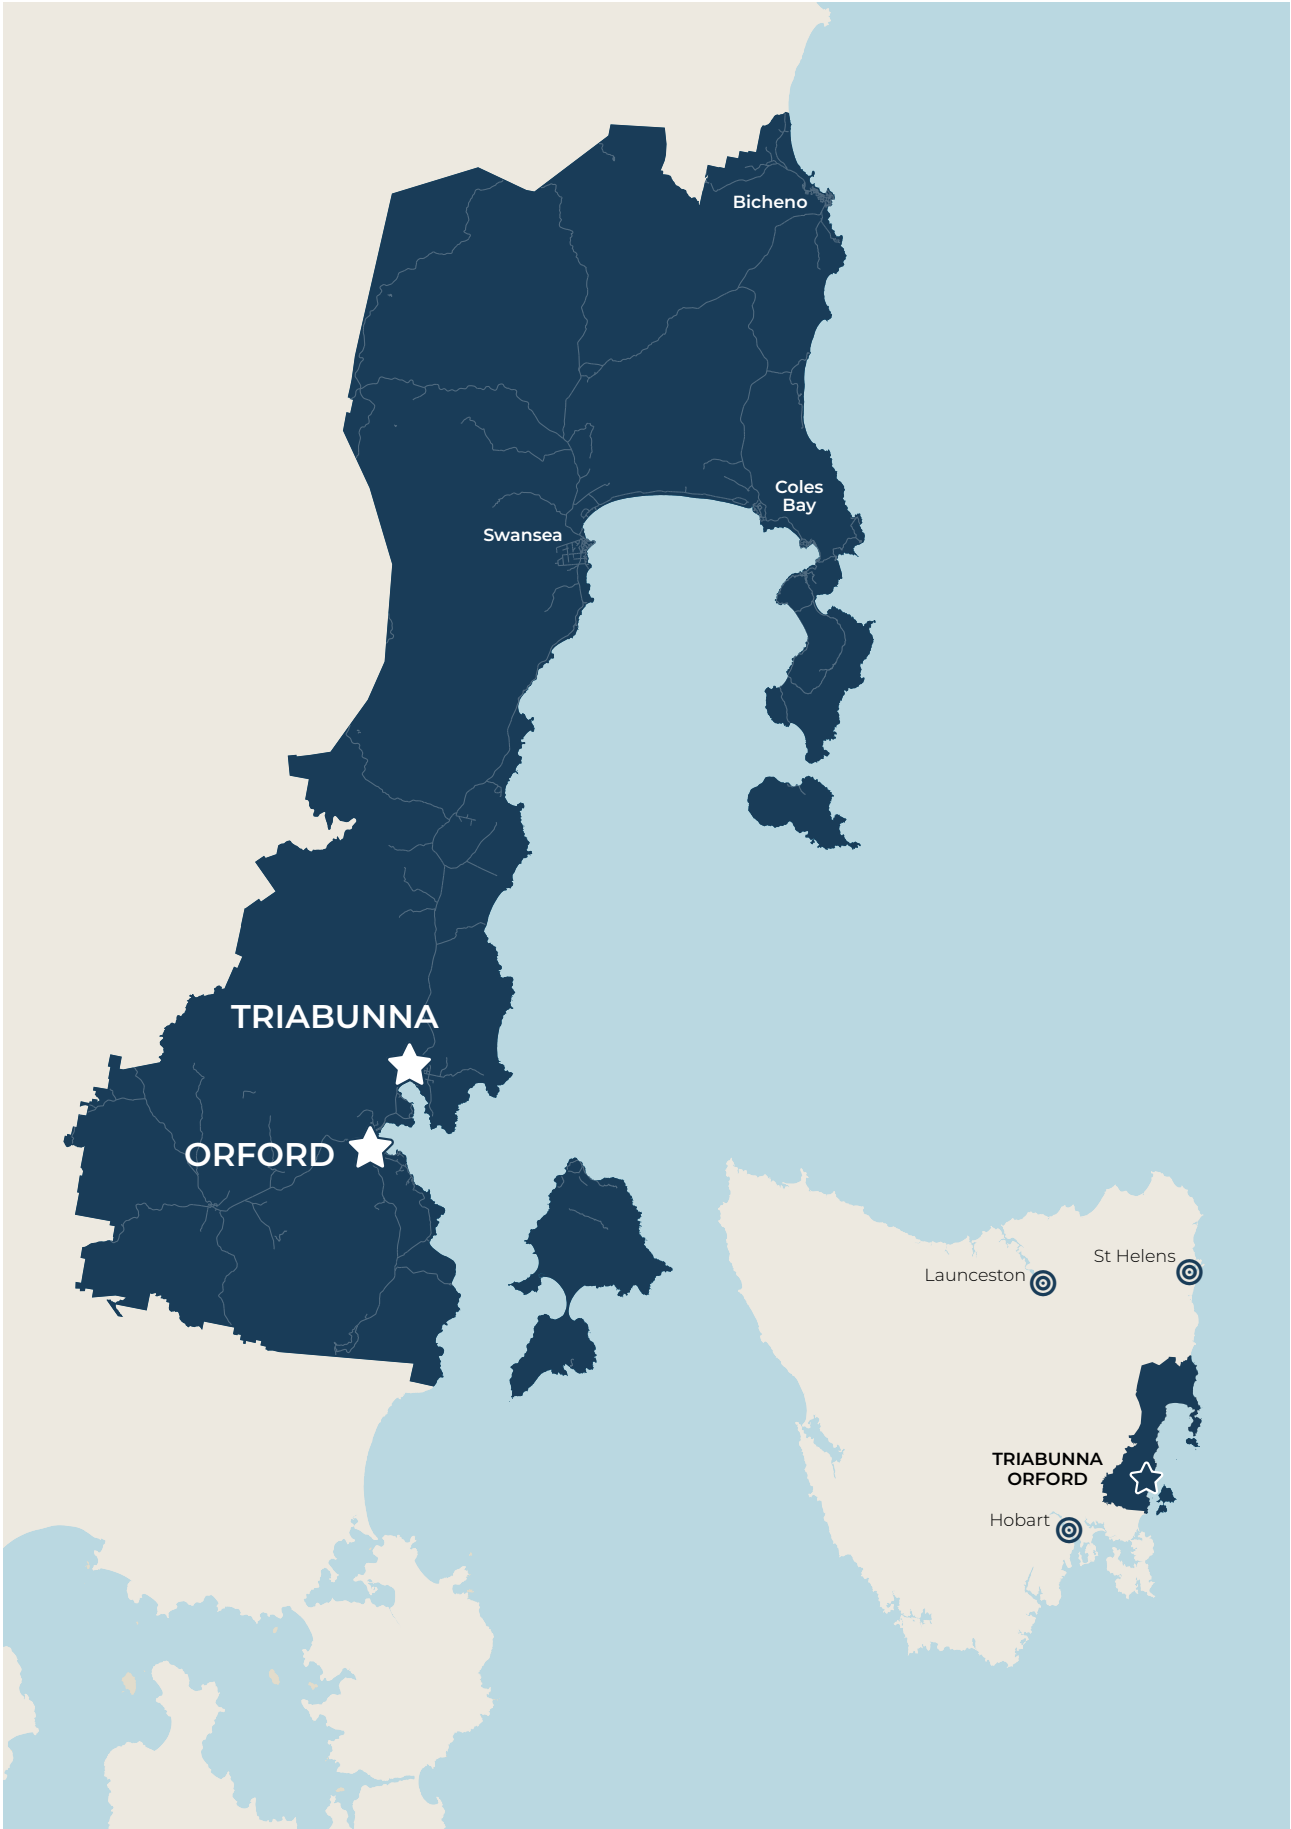 Bicheno
Coles
Bay
Swansea
TRIABUNNA
ORFORD
St Helens
Launceston
TRIABUNNA
ORFORD
Hobart